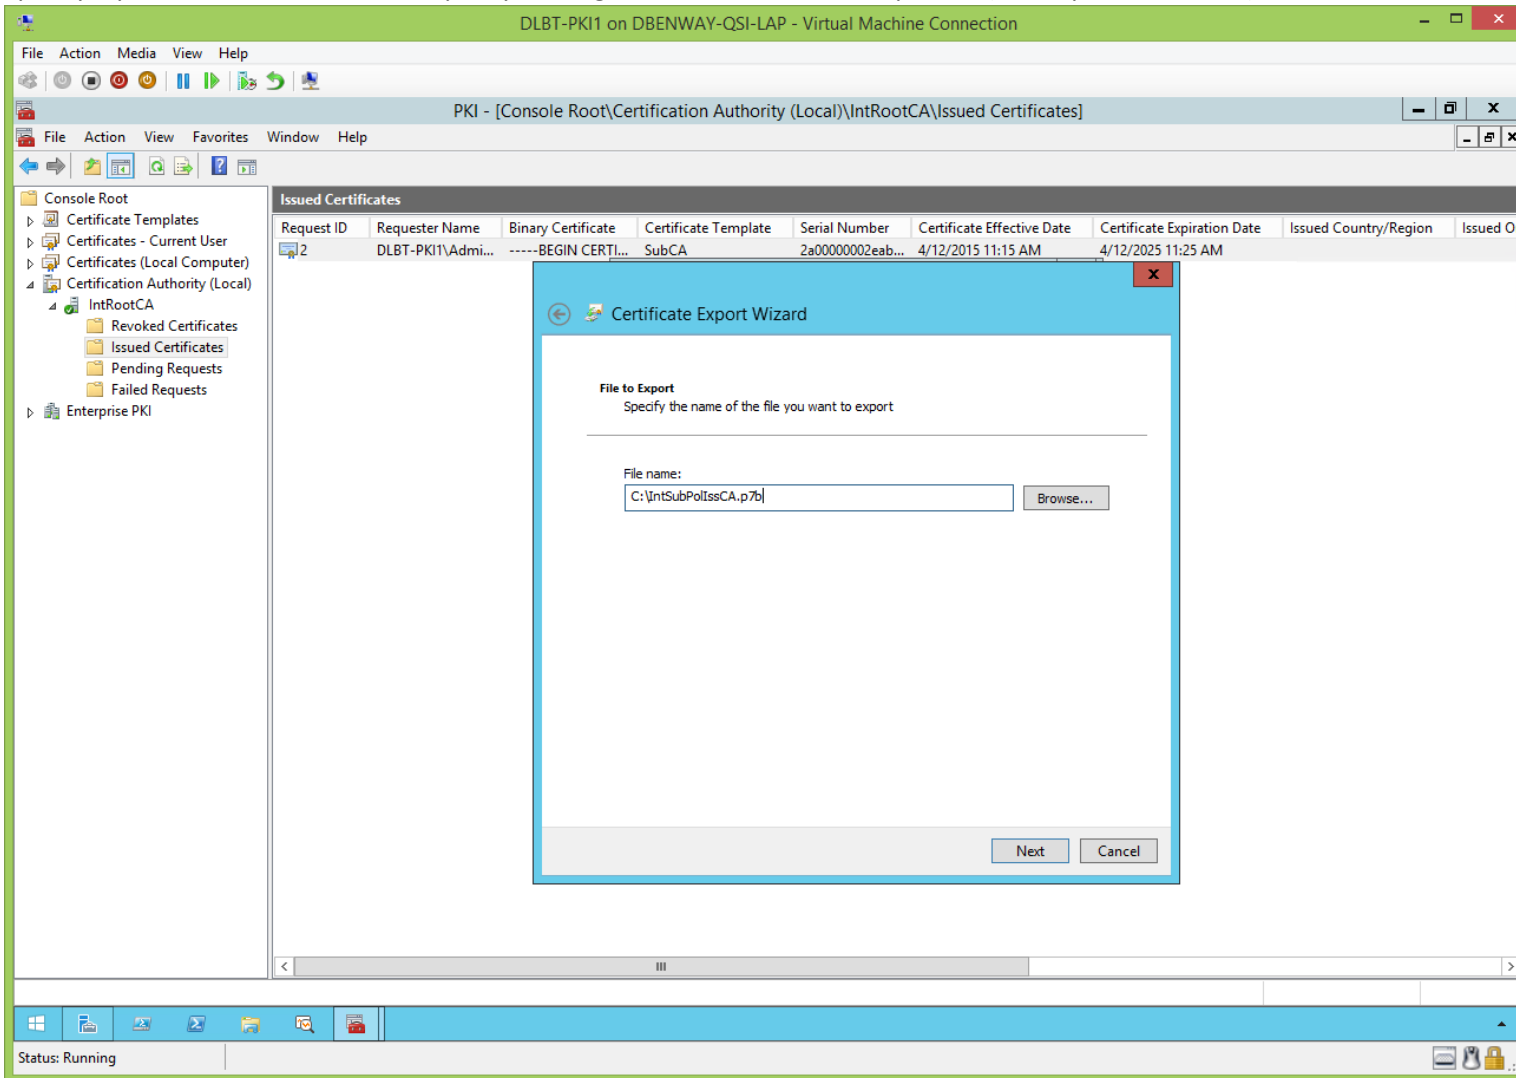 DLBT-PKI1 on DBENWAY-QSI-LAP - Virtual Machine Connection
File Action Media View Help
PKI - [Console Root\Certification Authority (Local)\IntRootCA\Issued Certificates]
File Action View Favorites Window Help
Console Root
Certificate Templates
Certificates - Current User
Certificates (Local Computer)
Certification Authority (Local)
IntRootCA
Revoked Certificates
Issued Certificates
Pending Requests
Failed Requests
Enterprise PKI
Issued Certificates
Request ID Requester Name Binary Certificate Certificate Template Serial Number Certificate Effective Date Certificate Expiration Date Issued Country/Region Issued O
2 DLBT-PKI1\Admi... -----BEGIN CERTI... SubCA 2a00000002eab... 4/12/2015 11:15 AM 4/12/2025 11:25 AM
Certificate Export Wizard
File to Export
Specify the name of the file you want to export
File name:
C:\IntSubPolIssCA.p7b
Browse...
Next Cancel
Status: Running